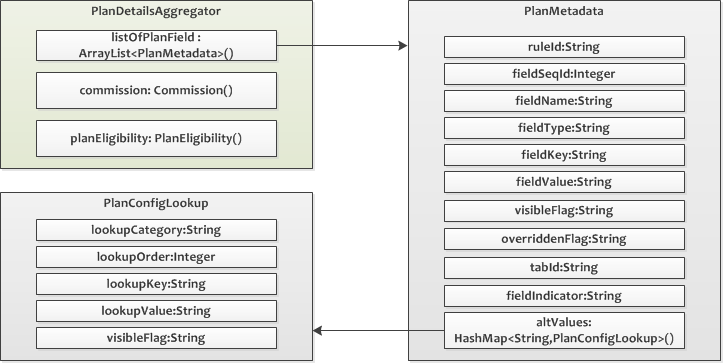 PlanDetailsAggregator
listOfPlanField :
ArrayList<PlanMetadata>()
commission: Commission()
planEligibility: PlanEligibility()
PlanMetadata
ruleId:String
fieldSeqId:Integer
fieldName:String
fieldType:String
fieldKey:String
fieldValue:String
visibleFlag:String
overriddenFlag:String
tabId:String
fieldIndicator:String
altValues:
HashMap<String,PlanConfigLookup>()
PlanConfigLookup
lookupCategory:String
lookupOrder:Integer
lookupKey:String
lookupValue:String
visibleFlag:String